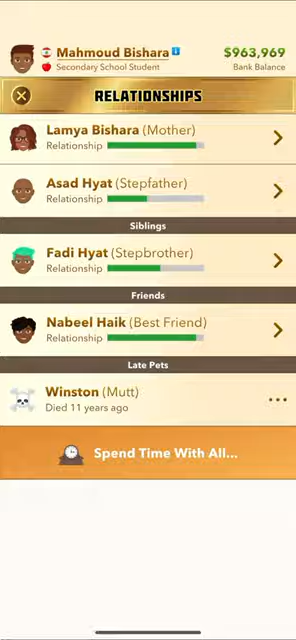 Mahmoud Bishara i
$963,969
Secondary School Student
Bank Balance
RELATIONSHIPS
Lamya Bishara (Mother)
Relationship
Asad Hyat (Stepfather)
Relationship
Siblings
Fadi Hyat (Stepbrother)
Relationship
Friends
Nabeel Haik (Best Friend)
Relationship
Late Pets
Winston (Mutt)
Died 11 years ago
Spend Time With All...